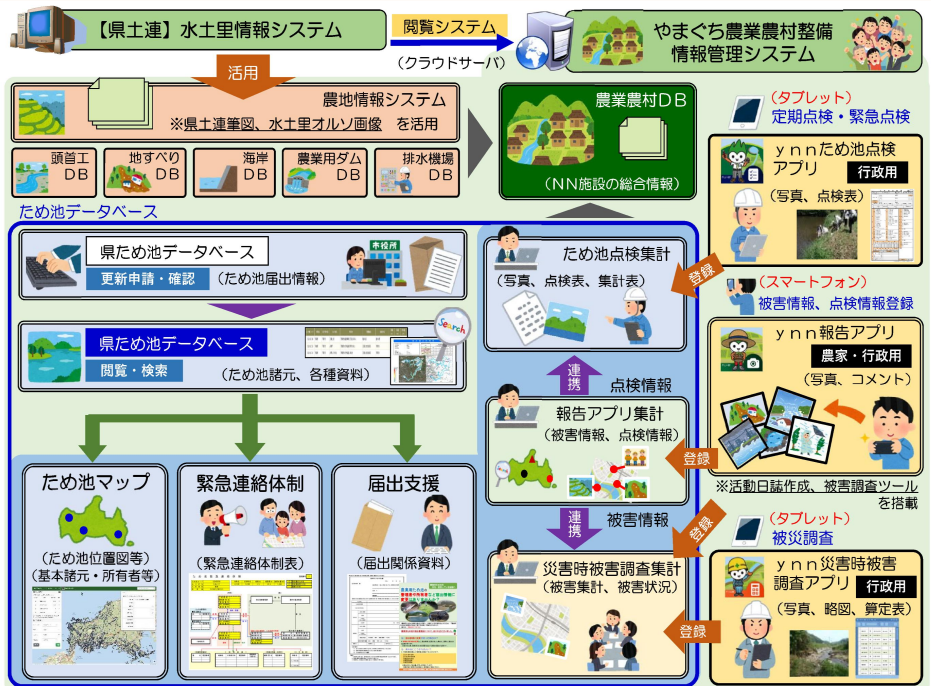 【県土連】水土里情報システム
閲覧システム
(クラウドサーバ)
やまぐち農業農村整備
情報管理システム
活用
農地情報システム
※県土連筆図、水土里オルソ画像 を活用
頭首工
DB
地すべり
DB
海岸
DB
農業用ダム
DB
排水機場
DB
農業農村DB
(NN施設の総合情報)
(タブレット)
定期点検・緊急点検
ynnため池点検
アプリ
行政用
(写真、点検表)
ため池データベース
県ため池データベース
更新申請・確認
(ため池届出情報)
市役所
県ため池データベース
閲覧・検索
(ため池諸元、各種資料)
Search
ため池点検集計
(写真、点検表、集計表)
登録
(スマートフォン)
被害情報、点検情報登録
ynn報告アプリ
農家・行政用
(写真、コメント)
連携
点検情報
報告アプリ集計
(被害情報、点検情報)
登録
※活動日誌作成、被害調査ツール
を搭載
連携
被害情報
登録
(タブレット)
被災調査
ため池マップ
(ため池位置図等)
(基本諸元・所有者等)
緊急連絡体制
(緊急連絡体制表)
届出支援
(届出関係資料)
災害時被害調査集計
(被害集計、被害状況)
登録
ynn災害時被害
調査アプリ
行政用
(写真、略図、算定表)